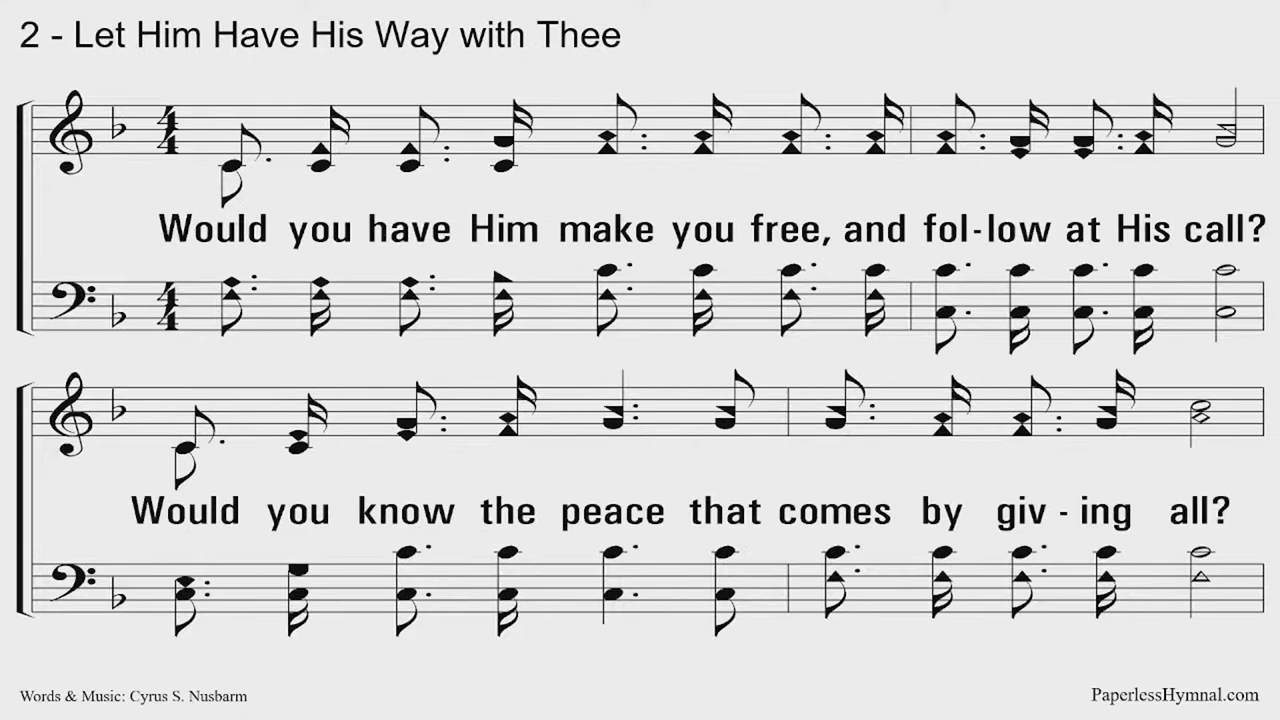 2 - Let Him Have His Way with Thee
Would you have Him make you free, and fol-low at His call?
Would you know the peace that comes by giv - ing all?
Words & Music: Cyrus S. Nusbarm
PaperlessHymnal.com